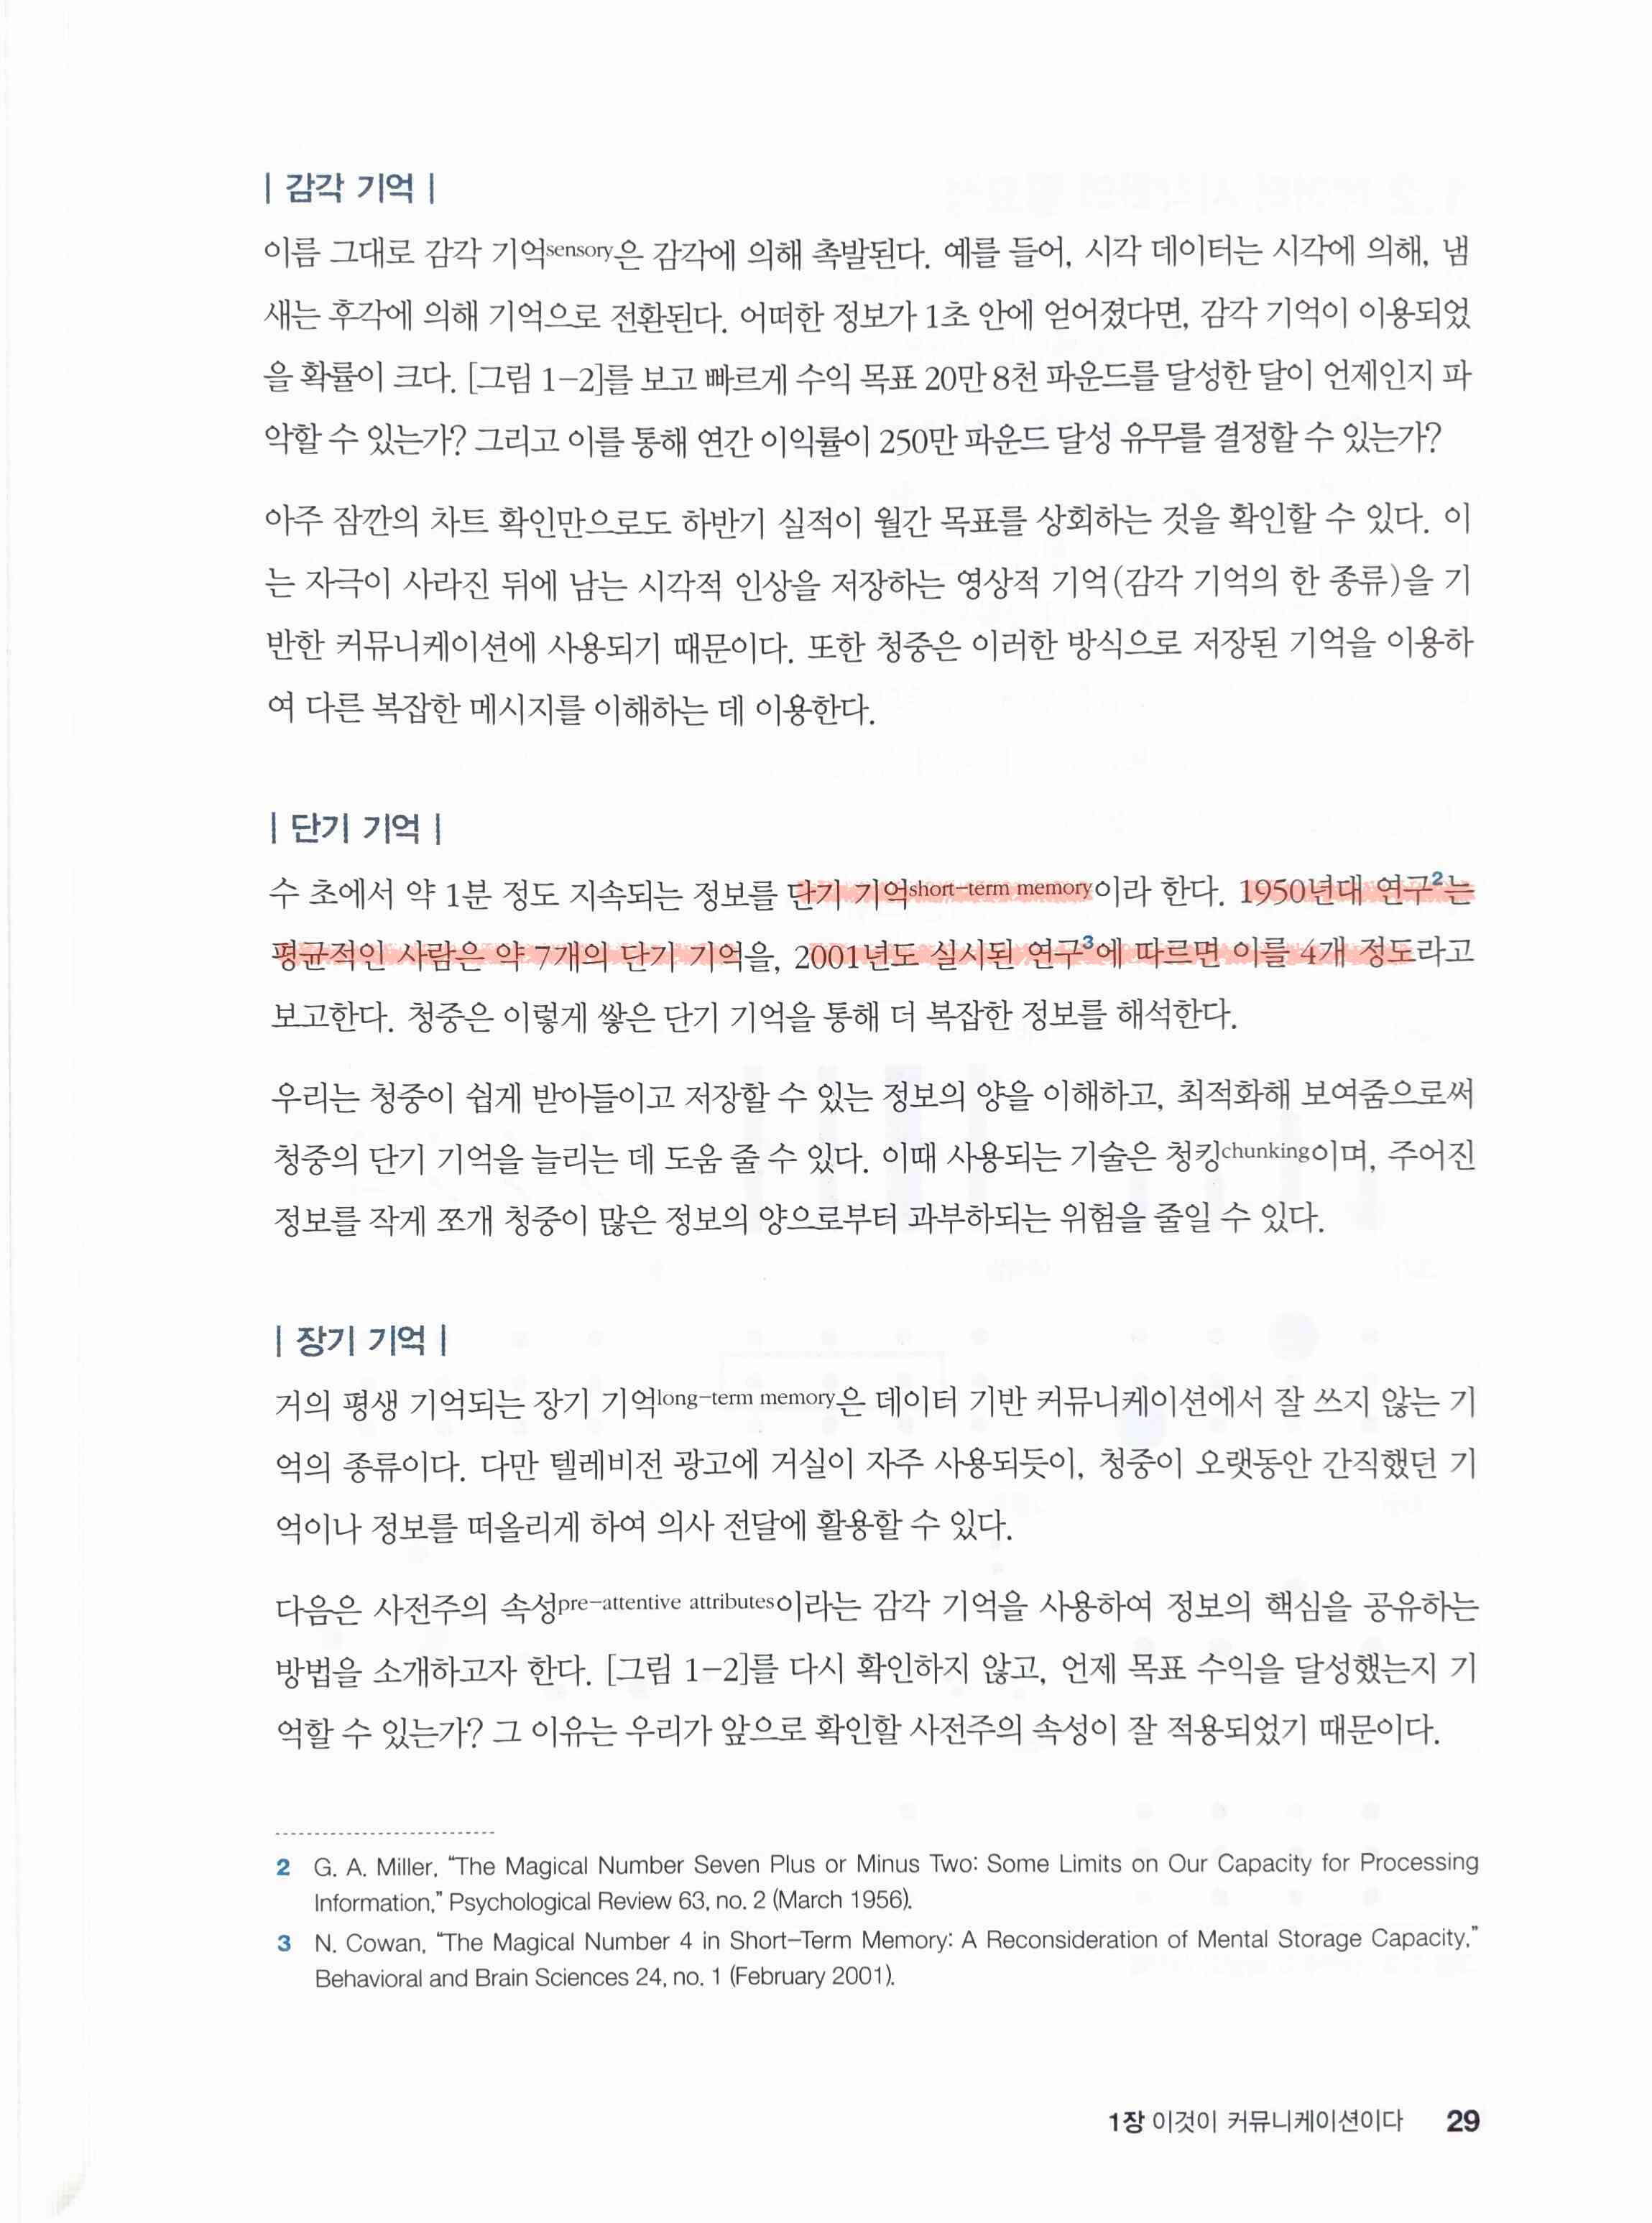 | 감각 기억 |
이름 그대로 감각 기억sensory은 감각에 의해 촉발된다. 예를 들어, 시각 데이터는 시각에 의해, 냄
새는 후각에 의해 기억으로 전환된다. 어떠한 정보가 1초 안에 얻어졌다면, 감각 기억이 이용되었
을 확률이 크다. [그림 1-2]를 보고 빠르게 수익 목표 20만 8천 파운드를 달성한 달이 언제인지 파
악할 수 있는가? 그리고 이를 통해 연간 이익률이 250만 파운드 달성 유무를 결정할 수 있는가?
아주 잠깐의 차트 확인만으로도 하반기 실적이 월간 목표를 상회하는 것을 확인할 수 있다. 이
는 자극이 사라진 뒤에 남는 시각적 인상을 저장하는 영상적 기억(감각 기억의 한 종류)을 기
반한 커뮤니케이션에 사용되기 때문이다. 또한 청중은 이러한 방식으로 저장된 기억을 이용하
여 다른 복잡한 메시지를 이해하는 데 이용한다.
| 단기 기억 |
수 초에서 약 1분 정도 지속되는 정보를 단기 기억short-term memory이라 한다. 1950년대 연구2는
평균적인 사람은 약 7개의 단기 기억을, 2001년도 실시된 연구3에 따르면 이를 4개 정도라고
보고한다. 청중은 이렇게 쌓은 단기 기억을 통해 더 복잡한 정보를 해석한다.
우리는 청중이 쉽게 받아들이고 저장할 수 있는 정보의 양을 이해하고, 최적화해 보여줌으로써
청중의 단기 기억을 늘리는 데 도움 줄 수 있다. 이때 사용되는 기술은 청킹chunking이며, 주어진
정보를 작게 쪼개 청중이 많은 정보의 양으로부터 과부하되는 위험을 줄일 수 있다.
| 장기 기억 |
거의 평생 기억되는 장기 기억long-term memory은 데이터 기반 커뮤니케이션에서 잘 쓰지 않는 기
억의 종류이다. 다만 텔레비전 광고에 거실이 자주 사용되듯이, 청중이 오랫동안 간직했던 기
억이나 정보를 떠올리게 하여 의사 전달에 활용할 수 있다.
다음은 사전주의 속성pre-attentive attributes이라는 감각 기억을 사용하여 정보의 핵심을 공유하는
방법을 소개하고자 한다. [그림 1-2]를 다시 확인하지 않고, 언제 목표 수익을 달성했는지 기
억할 수 있는가? 그 이유는 우리가 앞으로 확인할 사전주의 속성이 잘 적용되었기 때문이다.
2 G. A. Miller, “The Magical Number Seven Plus or Minus Two: Some Limits on Our Capacity for Processing
Information,” Psychological Review 63, no. 2 (March 1956).
3 N. Cowan, “The Magical Number 4 in Short-Term Memory: A Reconsideration of Mental Storage Capacity,”
Behavioral and Brain Sciences 24, no. 1 (February 2001).
1장 이것이 커뮤니케이션이다 29